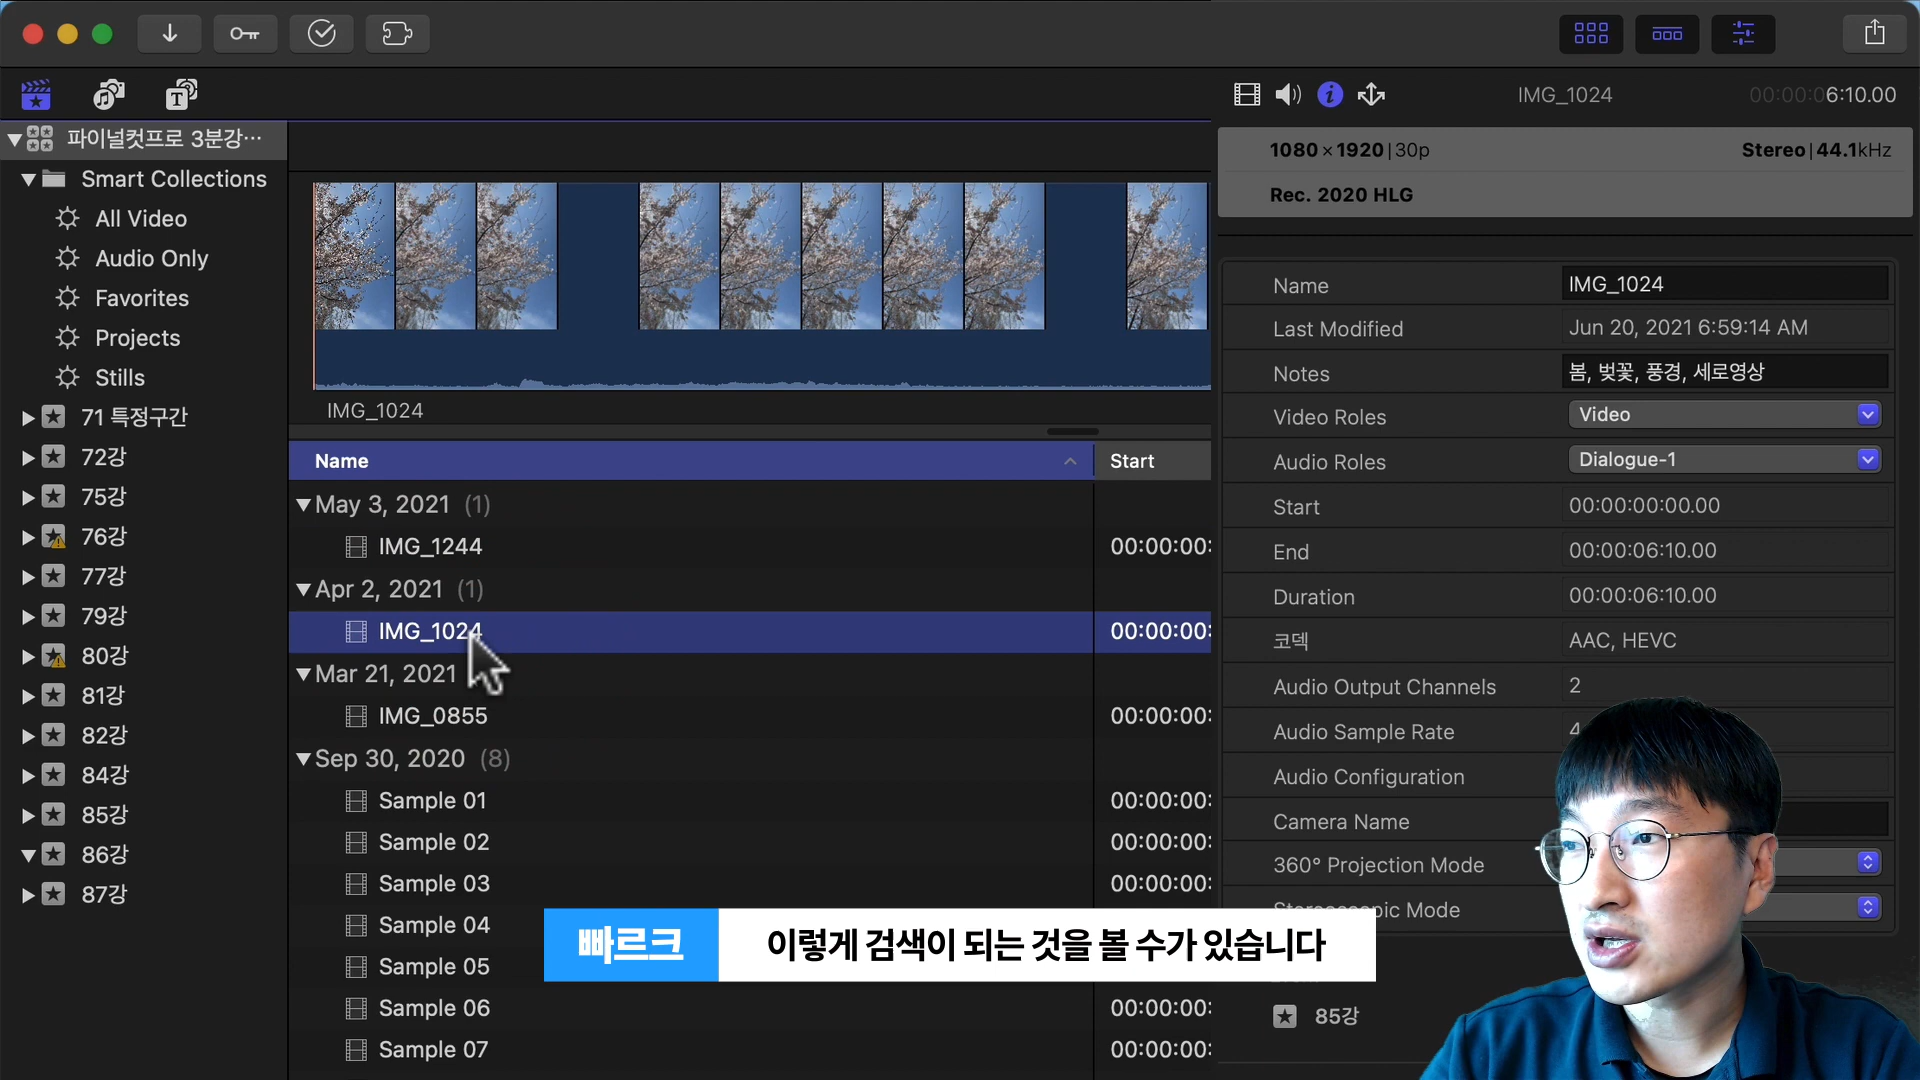 IMG_1024
00:00:06:10.00
파이널컷프로 3분강…
Smart Collections
All Video
Audio Only
Favorites
Projects
Stills
71 특정구간
72강
75강
76강
77강
79강
80강
81강
82강
84강
85강
86강
87강
IMG_1024
Name
Start
May 3, 2021 (1)
IMG_1244
00:00:00:
Apr 2, 2021 (1)
IMG_1024
00:00:00:
Mar 21, 2021
IMG_0855
00:00:00:
Sep 30, 2020 (8)
Sample 01
00:00:00:
Sample 02
00:00:00:
Sample 03
00:00:00:
Sample 04
Sample 05
Sample 06
00:00:00:
Sample 07
00:00:00:
1080×1920|30p
Stereo|44.1kHz
Rec. 2020 HLG
Name
IMG_1024
Last Modified
Jun 20, 2021 6:59:14 AM
Notes
봄, 벚꽃, 풍경, 세로영상
Video Roles
Video
Audio Roles
Dialogue-1
Start
00:00:00:00.00
End
00:00:06:10.00
Duration
00:00:06:10.00
코덱
AAC, HEVC
Audio Output Channels
2
Audio Sample Rate
4
Audio Configuration
Camera Name
360° Projection Mode
Mode
85강
빠르크
이렇게 검색이 되는 것을 볼 수가 있습니다